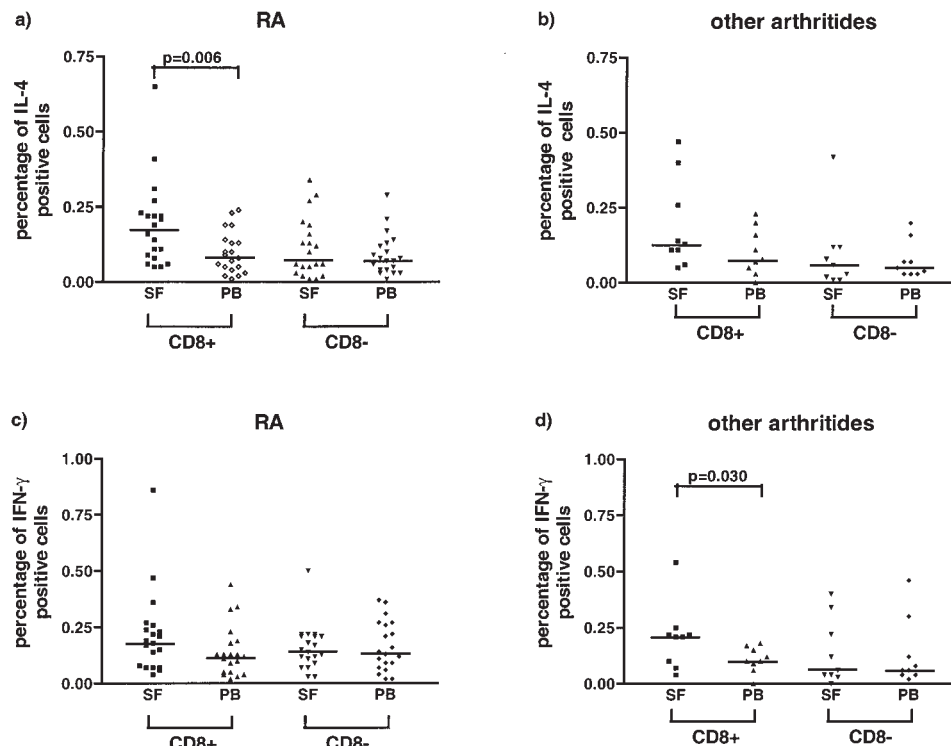 a)
RA
percentage of IL-4
positive cells
0.75
0.50
0.25
0.00
p=0.006
SF PB SF PB
CD8+ CD8-
b)
other arthritides
percentage of IL-4
positive cells
0.75
0.50
0.25
0.00
SF PB SF PB
CD8+ CD8-
c)
RA
percentage of IFN-γ
positive cells
1.00
0.75
0.50
0.25
0.00
SF PB SF PB
CD8+ CD8-
d)
other arthritides
percentage of IFN-γ
positive cells
1.00
0.75
0.50
0.25
0.00
p=0.030
SF PB SF PB
CD8+ CD8-